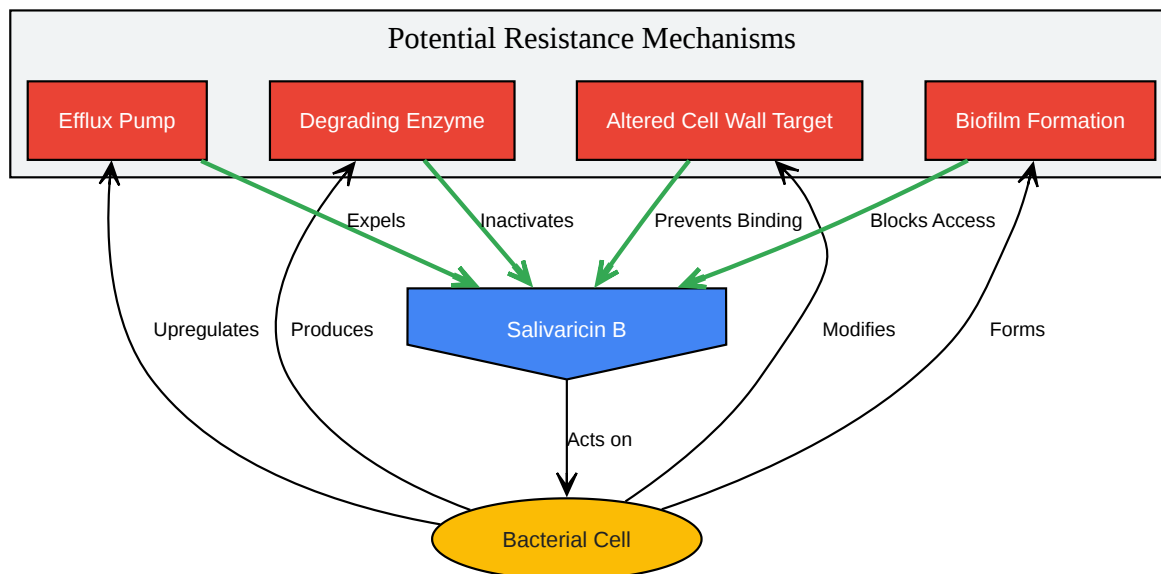 Potential Resistance Mechanisms
Efflux Pump
Degrading Enzyme
Altered Cell Wall Target
Biofilm Formation
Expels
Inactivates
Prevents Binding
Blocks Access
Upregulates
Produces
Salivaricin B
Modifies
Forms
Acts on
Bacterial Cell